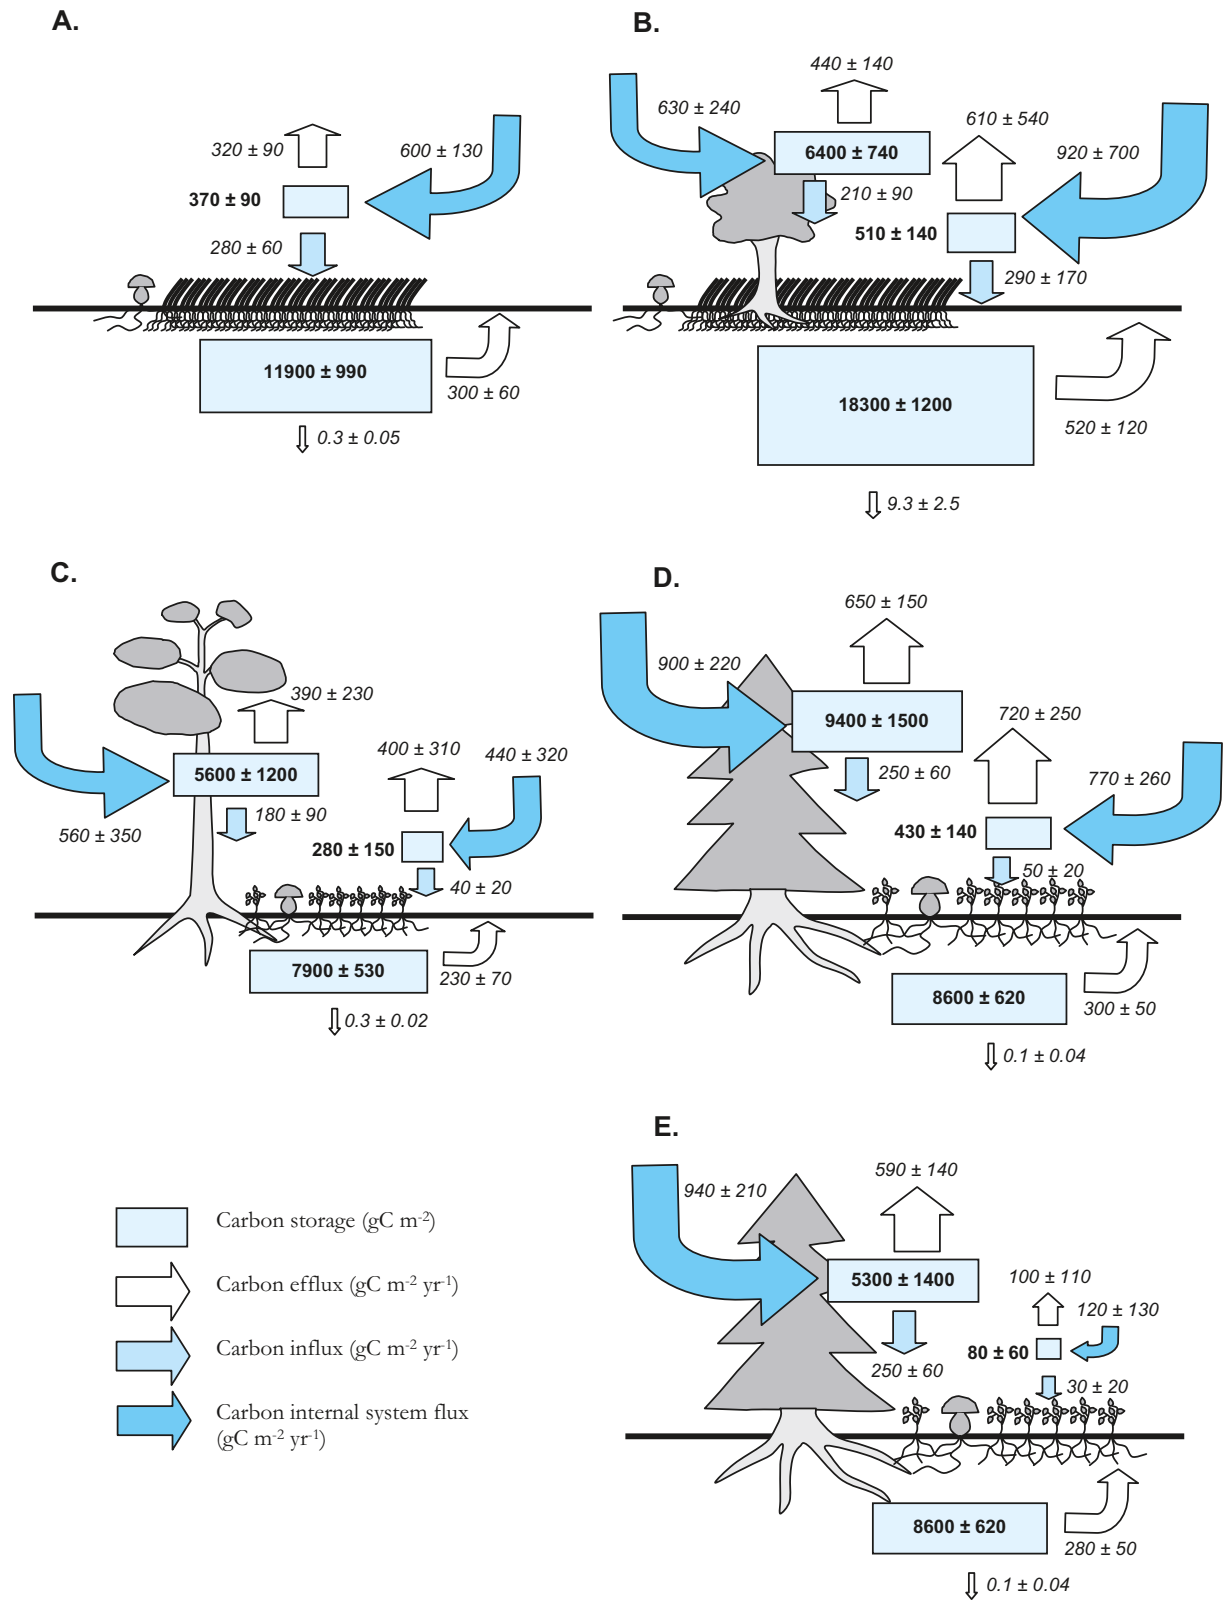 A.
320 ± 90
600 ± 130
370 ± 90
280 ± 60
11900 ± 990
300 ± 60
0.3 ± 0.05
B.
440 ± 140
630 ± 240
610 ± 540
6400 ± 740
920 ± 700
210 ± 90
510 ± 140
290 ± 170
18300 ± 1200
520 ± 120
9.3 ± 2.5
C.
390 ± 230
400 ± 310
440 ± 320
5600 ± 1200
560 ± 350
180 ± 90
280 ± 150
40 ± 20
7900 ± 530
230 ± 70
0.3 ± 0.02
D.
650 ± 150
900 ± 220
9400 ± 1500
720 ± 250
250 ± 60
770 ± 260
430 ± 140
50 ± 20
8600 ± 620
300 ± 50
0.1 ± 0.04
E.
590 ± 140
940 ± 210
5300 ± 1400
100 ± 110
120 ± 130
80 ± 60
250 ± 60
30 ± 20
8600 ± 620
280 ± 50
0.1 ± 0.04
Carbon storage (gC m-2)
Carbon efflux (gC m-2 yr-1)
Carbon influx (gC m-2 yr-1)
Carbon internal system flux
(gC m-2 yr-1)